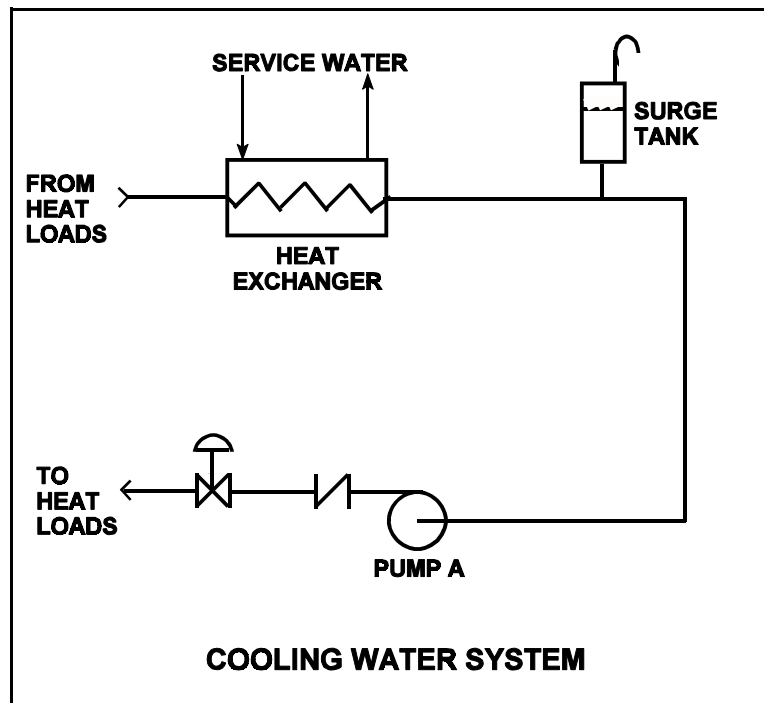 SERVICE WATER
SURGE
TANK
FROM
HEAT
LOADS
HEAT
EXCHANGER
TO
HEAT
LOADS
PUMP A
COOLING WATER SYSTEM